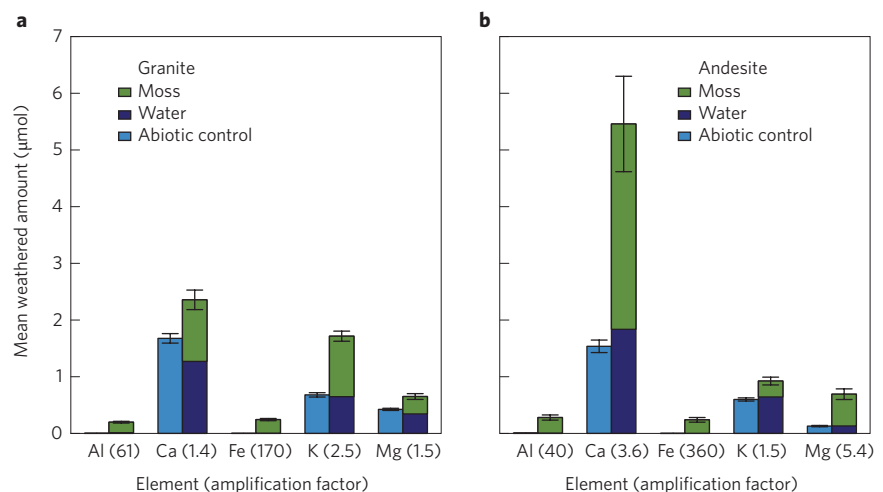 a
Mean weathered amount (μmol)
7
6
5
4
3
2
1
0
Granite
Moss
Water
Abiotic control
Al (61) Ca (1.4) Fe (170) K (2.5) Mg (1.5)
Element (amplification factor)
b
Andesite
Moss
Water
Abiotic control
Al (40) Ca (3.6) Fe (360) K (1.5) Mg (5.4)
Element (amplification factor)